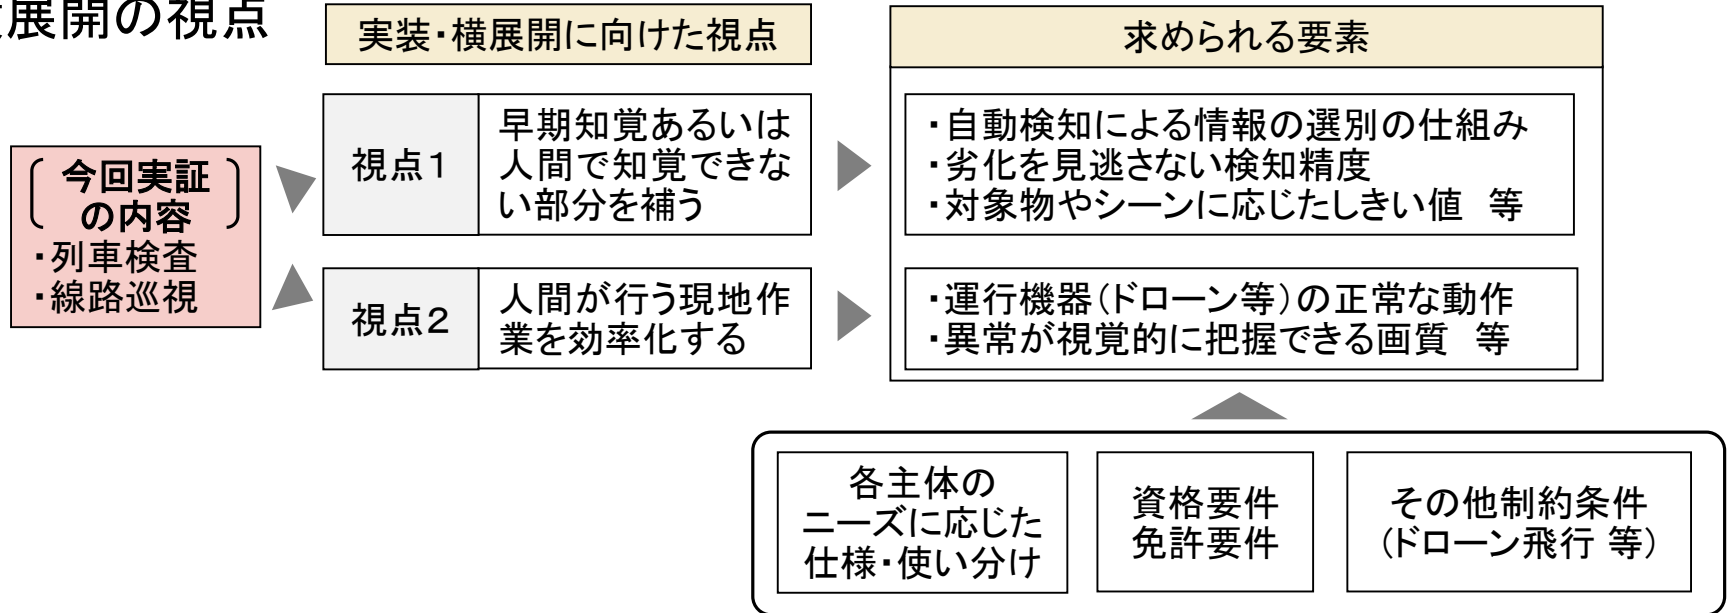 展開の視点
実装・横展開に向けた視点
求められる要素
今回実証
の内容
・列車検査
・線路巡視
視点1
早期知覚あるいは
人間で知覚できな
い部分を補う
・自動検知による情報の選別の仕組み
・劣化を見逃さない検知精度
・対象物やシーンに応じたしきい値　等
視点2
人間が行う現地作
業を効率化する
・運行機器(ドローン等)の正常な動作
・異常が視覚的に把握できる画質　等
各主体の
ニーズに応じた
仕様・使い分け
資格要件
免許要件
その他制約条件
(ドローン飛行 等)